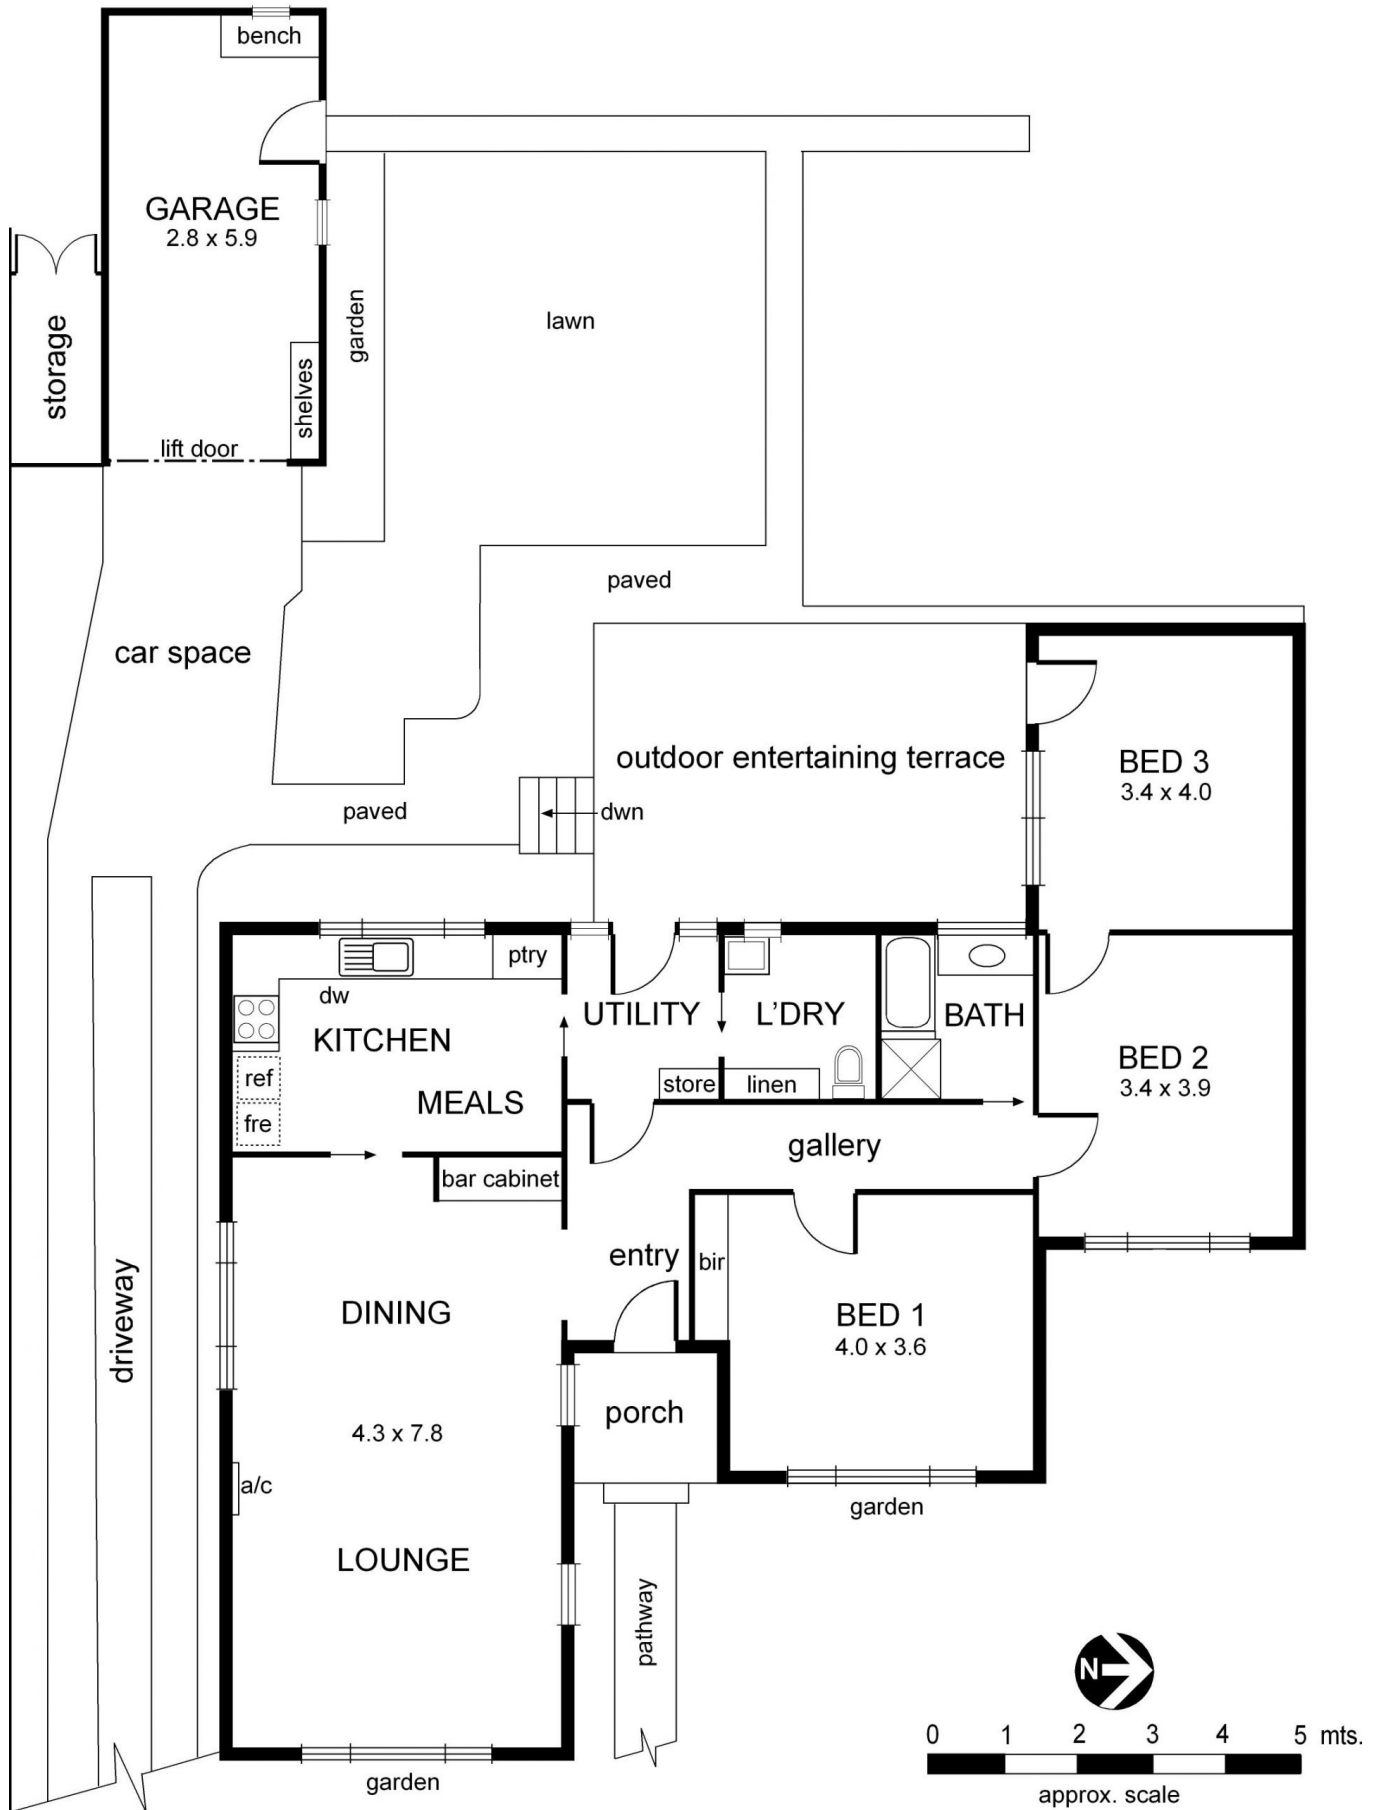 bench
GARAGE
2.8 x 5.9
storage
garden
lawn
shelves
lift door
paved
car space
outdoor entertaining terrace
BED 3
3.4 x 4.0
paved
dwn
ptry
dw
KITCHEN
UTILITY
L'DRY
BATH
BED 2
3.4 x 3.9
ref
fre
MEALS
store
linen
gallery
bar cabinet
entry
bir
driveway
DINING
BED 1
4.0 x 3.6
porch
4.3 x 7.8
a/c
garden
LOUNGE
pathway
N
0 1 2 3 4 5 mts.
approx. scale
garden